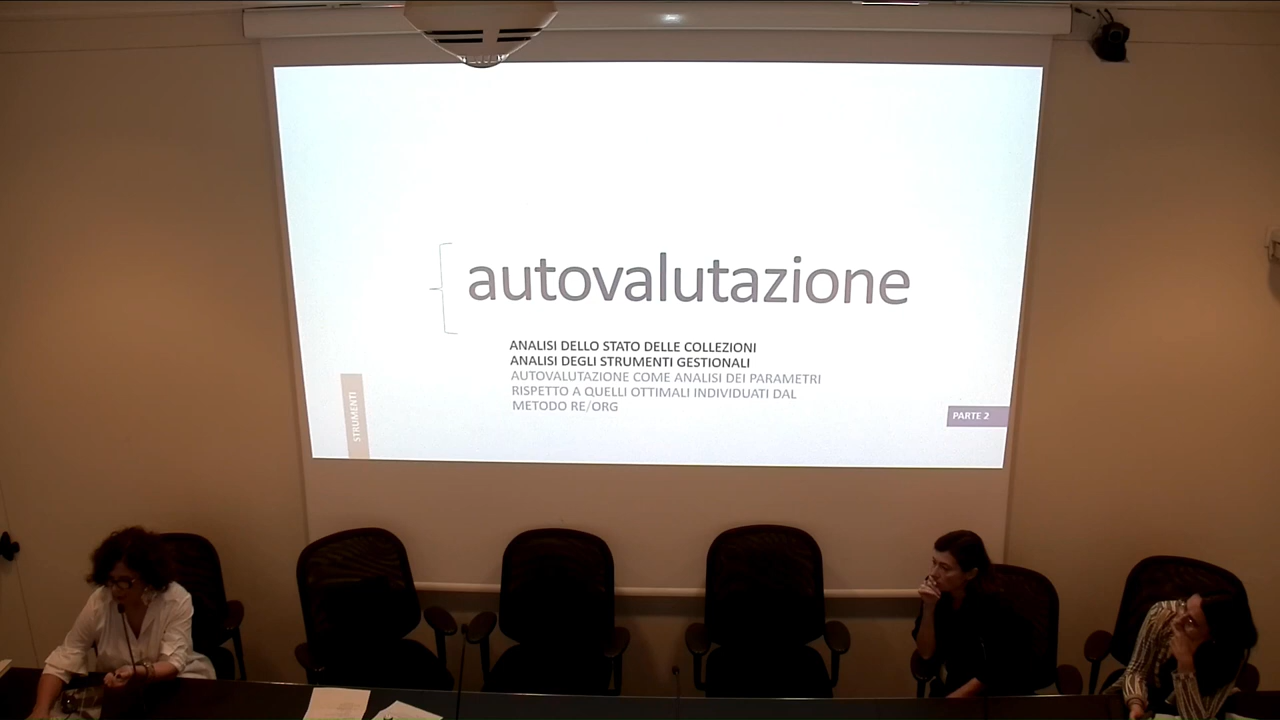 autovalutazione
ANALISI DELLO STATO DELLE COLLEZIONI
ANALISI DEGLI STRUMENTI GESTIONALI
AUTOVALUTAZIONE COME ANALISI DEI PARAMETRI
RISPETTO A QUELLI OTTIMALI INDIVIDUATI DAL
METODO RE/ORG
STRUMENTI
PARTE 2